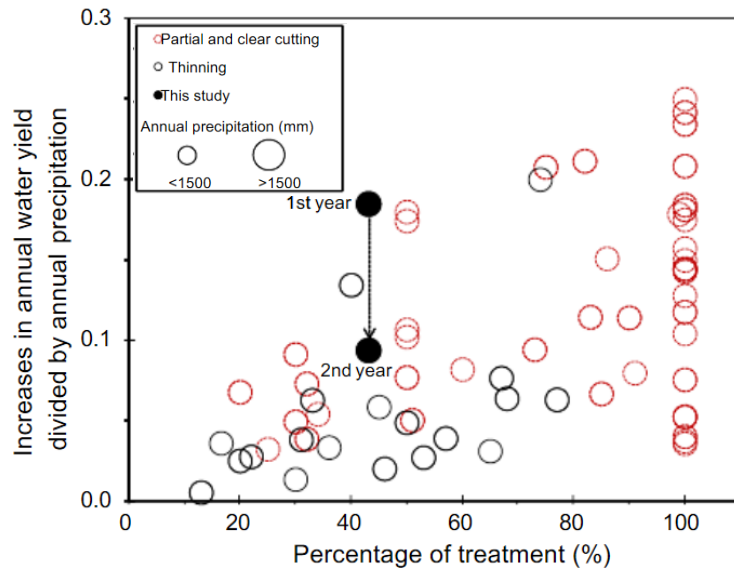 0.3
Partial and clear cutting
Thinning
This study
Annual precipitation (mm)
<1500 >1500
0.2
1st year
0.1
2nd year
0.0
0 20 40 60 80 100
Percentage of treatment (%)
Increases in annual water yield
divided by annual precipitation